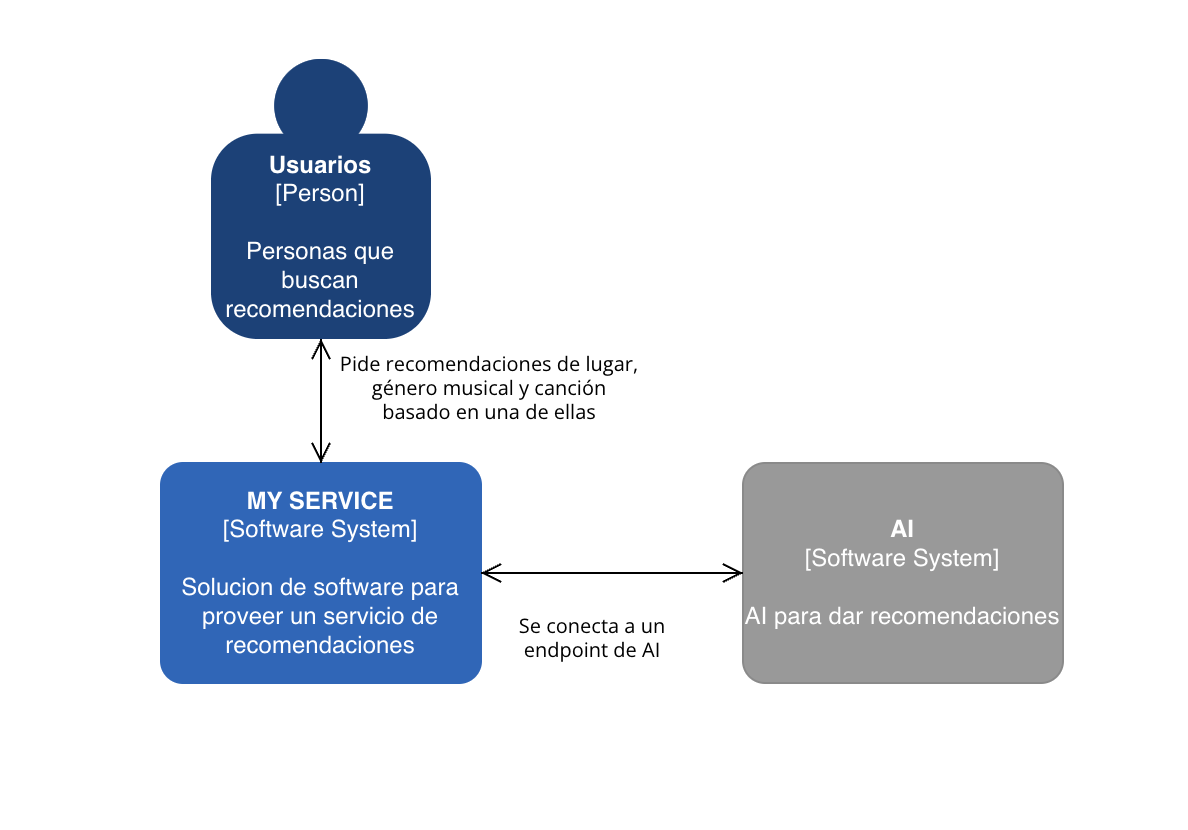 Usuarios
[Person]
Personas que
buscan
recomendaciones
Pide recomendaciones de lugar,
género musical y canción
basado en una de ellas
MY SERVICE
[Software System]
Solucion de software para
proveer un servicio de
recomendaciones
Se conecta a un
endpoint de AI
AI
[Software System]
AI para dar recomendaciones